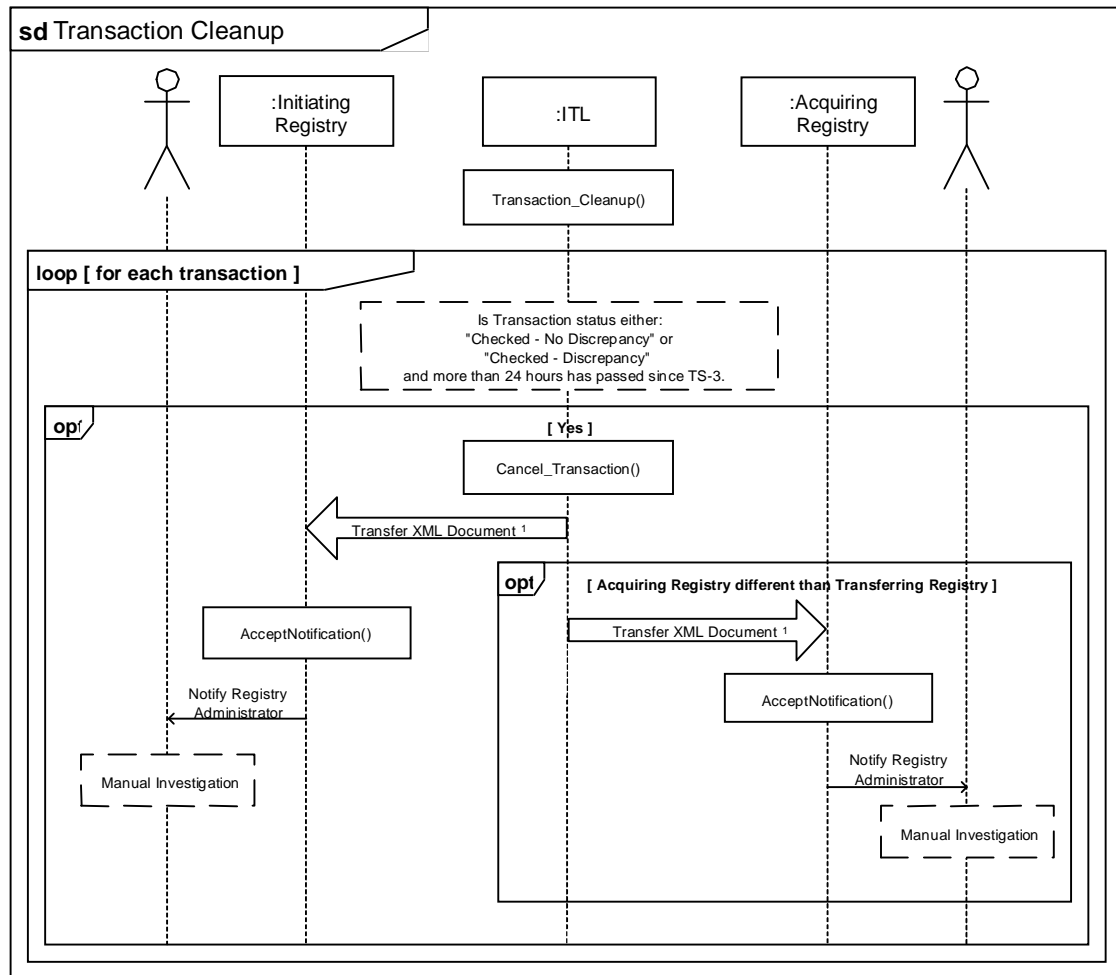 sd Transaction Cleanup
:Initiating
Registry
:ITL
:Acquiring
Registry
Transaction_Cleanup()
loop [ for each transaction ]
Is Transaction status either:
"Checked - No Discrepancy" or
"Checked - Discrepancy"
and more than 24 hours has passed since TS-3.
opt
[ Yes ]
Cancel_Transaction()
Transfer XML Document ¹
opt
[ Acquiring Registry different than Transferring Registry ]
Transfer XML Document ¹
AcceptNotification()
AcceptNotification()
Notify Registry
Administrator
Manual Investigation
Notify Registry
Administrator
Manual Investigation